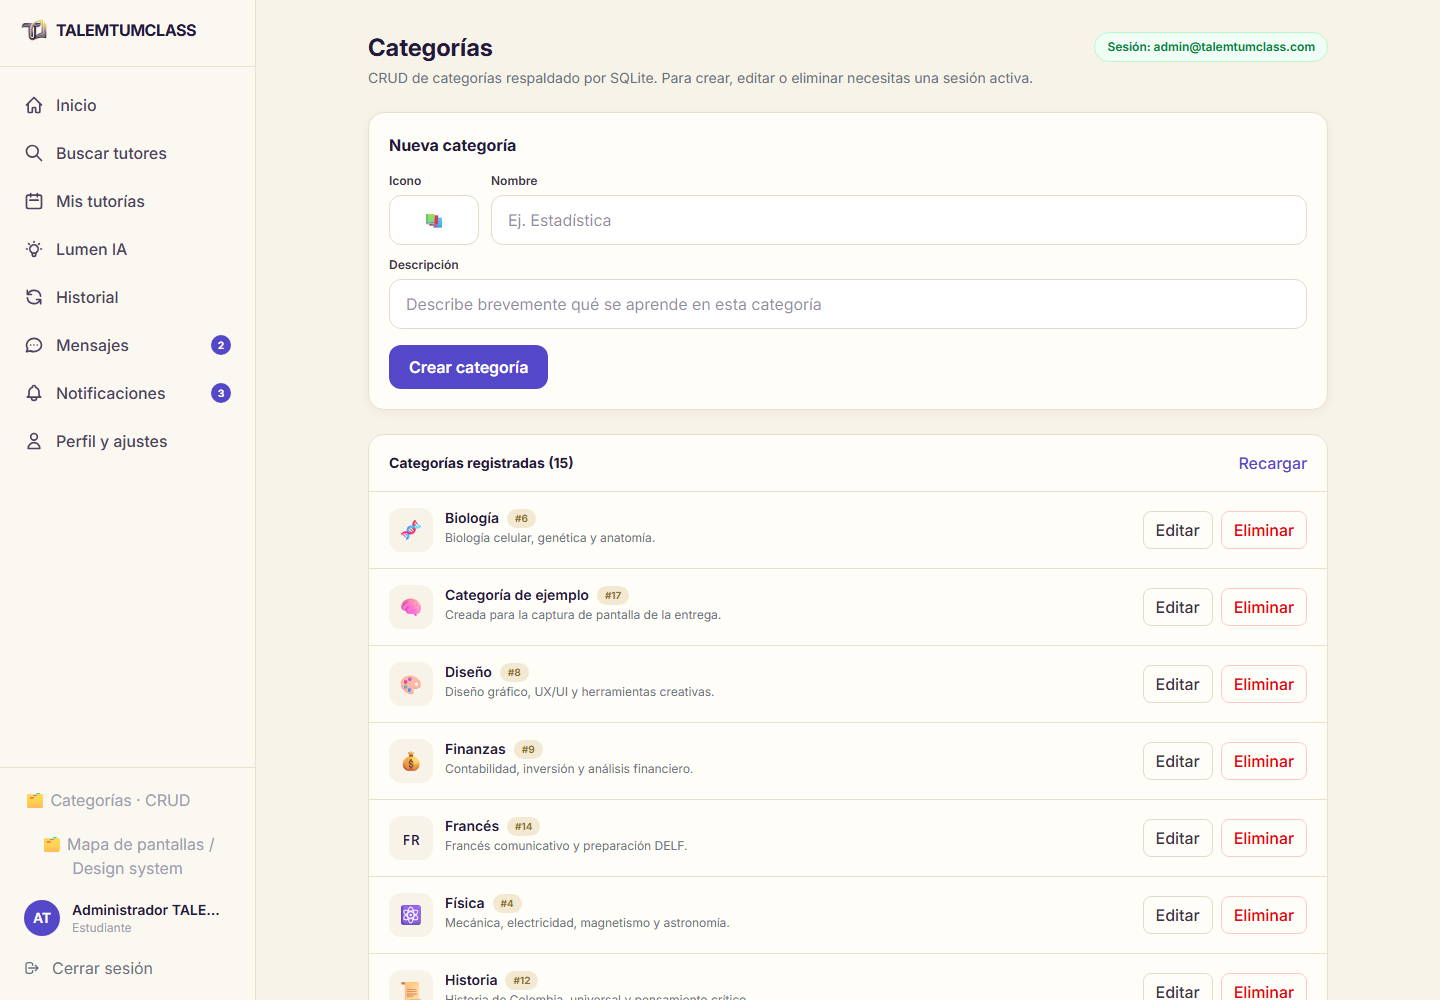 TALEMTUMCLASS
Inicio
Buscar tutores
Mis tutorías
Lumen IA
Historial
Mensajes 2
Notificaciones 3
Perfil y ajustes
Categorías · CRUD
Mapa de pantallas /
Design system
AT
Administrador TALE...
Estudiante
Cerrar sesión
Categorías
Sesión: admin@talemtumclass.com
CRUD de categorías respaldado por SQLite. Para crear, editar o eliminar necesitas una sesión activa.
Nueva categoría
Icono Nombre
Ej. Estadística
Descripción
Describe brevemente qué se aprende en esta categoría
Crear categoría
Categorías registradas (15) Recargar
Biología #6
Biología celular, genética y anatomía.
Editar Eliminar
Categoría de ejemplo #17
Creada para la captura de pantalla de la entrega.
Editar Eliminar
Diseño #8
Diseño gráfico, UX/UI y herramientas creativas.
Editar Eliminar
Finanzas #9
Contabilidad, inversión y análisis financiero.
Editar Eliminar
FR
Francés #14
Francés comunicativo y preparación DELF.
Editar Eliminar
Física #4
Mecánica, electricidad, magnetismo y astronomía.
Editar Eliminar
Historia #12
Historia de Colombia, universal y pensamiento crítico.
Editar Eliminar